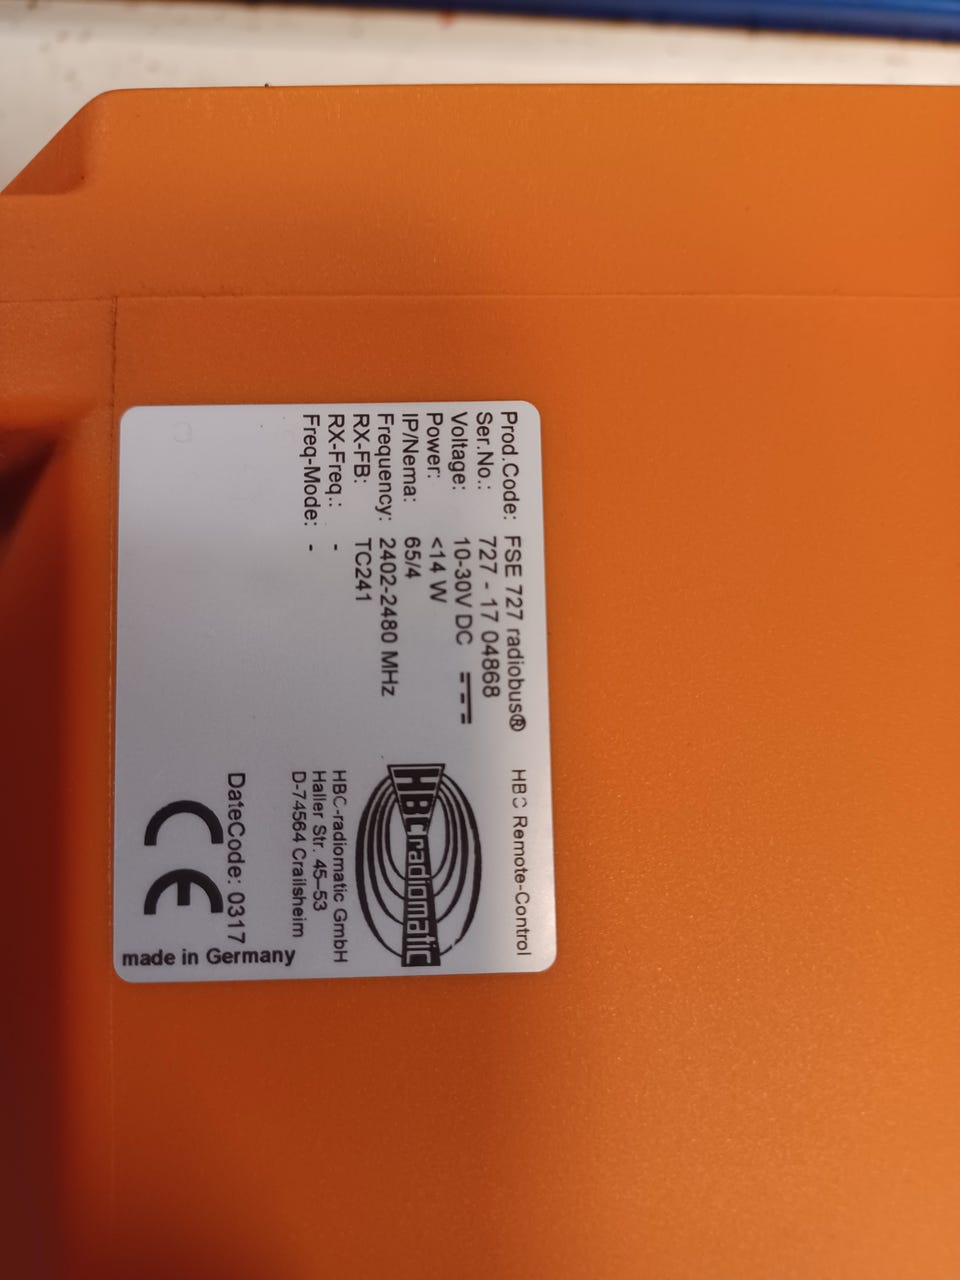 Prod.Code: FSE 727 radiobus®
Ser.No.: 727 - 17 04868
Voltage: 10-30V DC
Power: <14 W
IP/Nema: 65/4
Frequency: 2402-2480 MHz
RX-FB: TC241
RX-Freq.: -
Freq-Mode: -
HBC Remote-Control
HBCradiomatic
HBC-radiomatic GmbH
Haller Str. 45–53
D-74564 Crailsheim
DateCode: 0317
CE
made in Germany